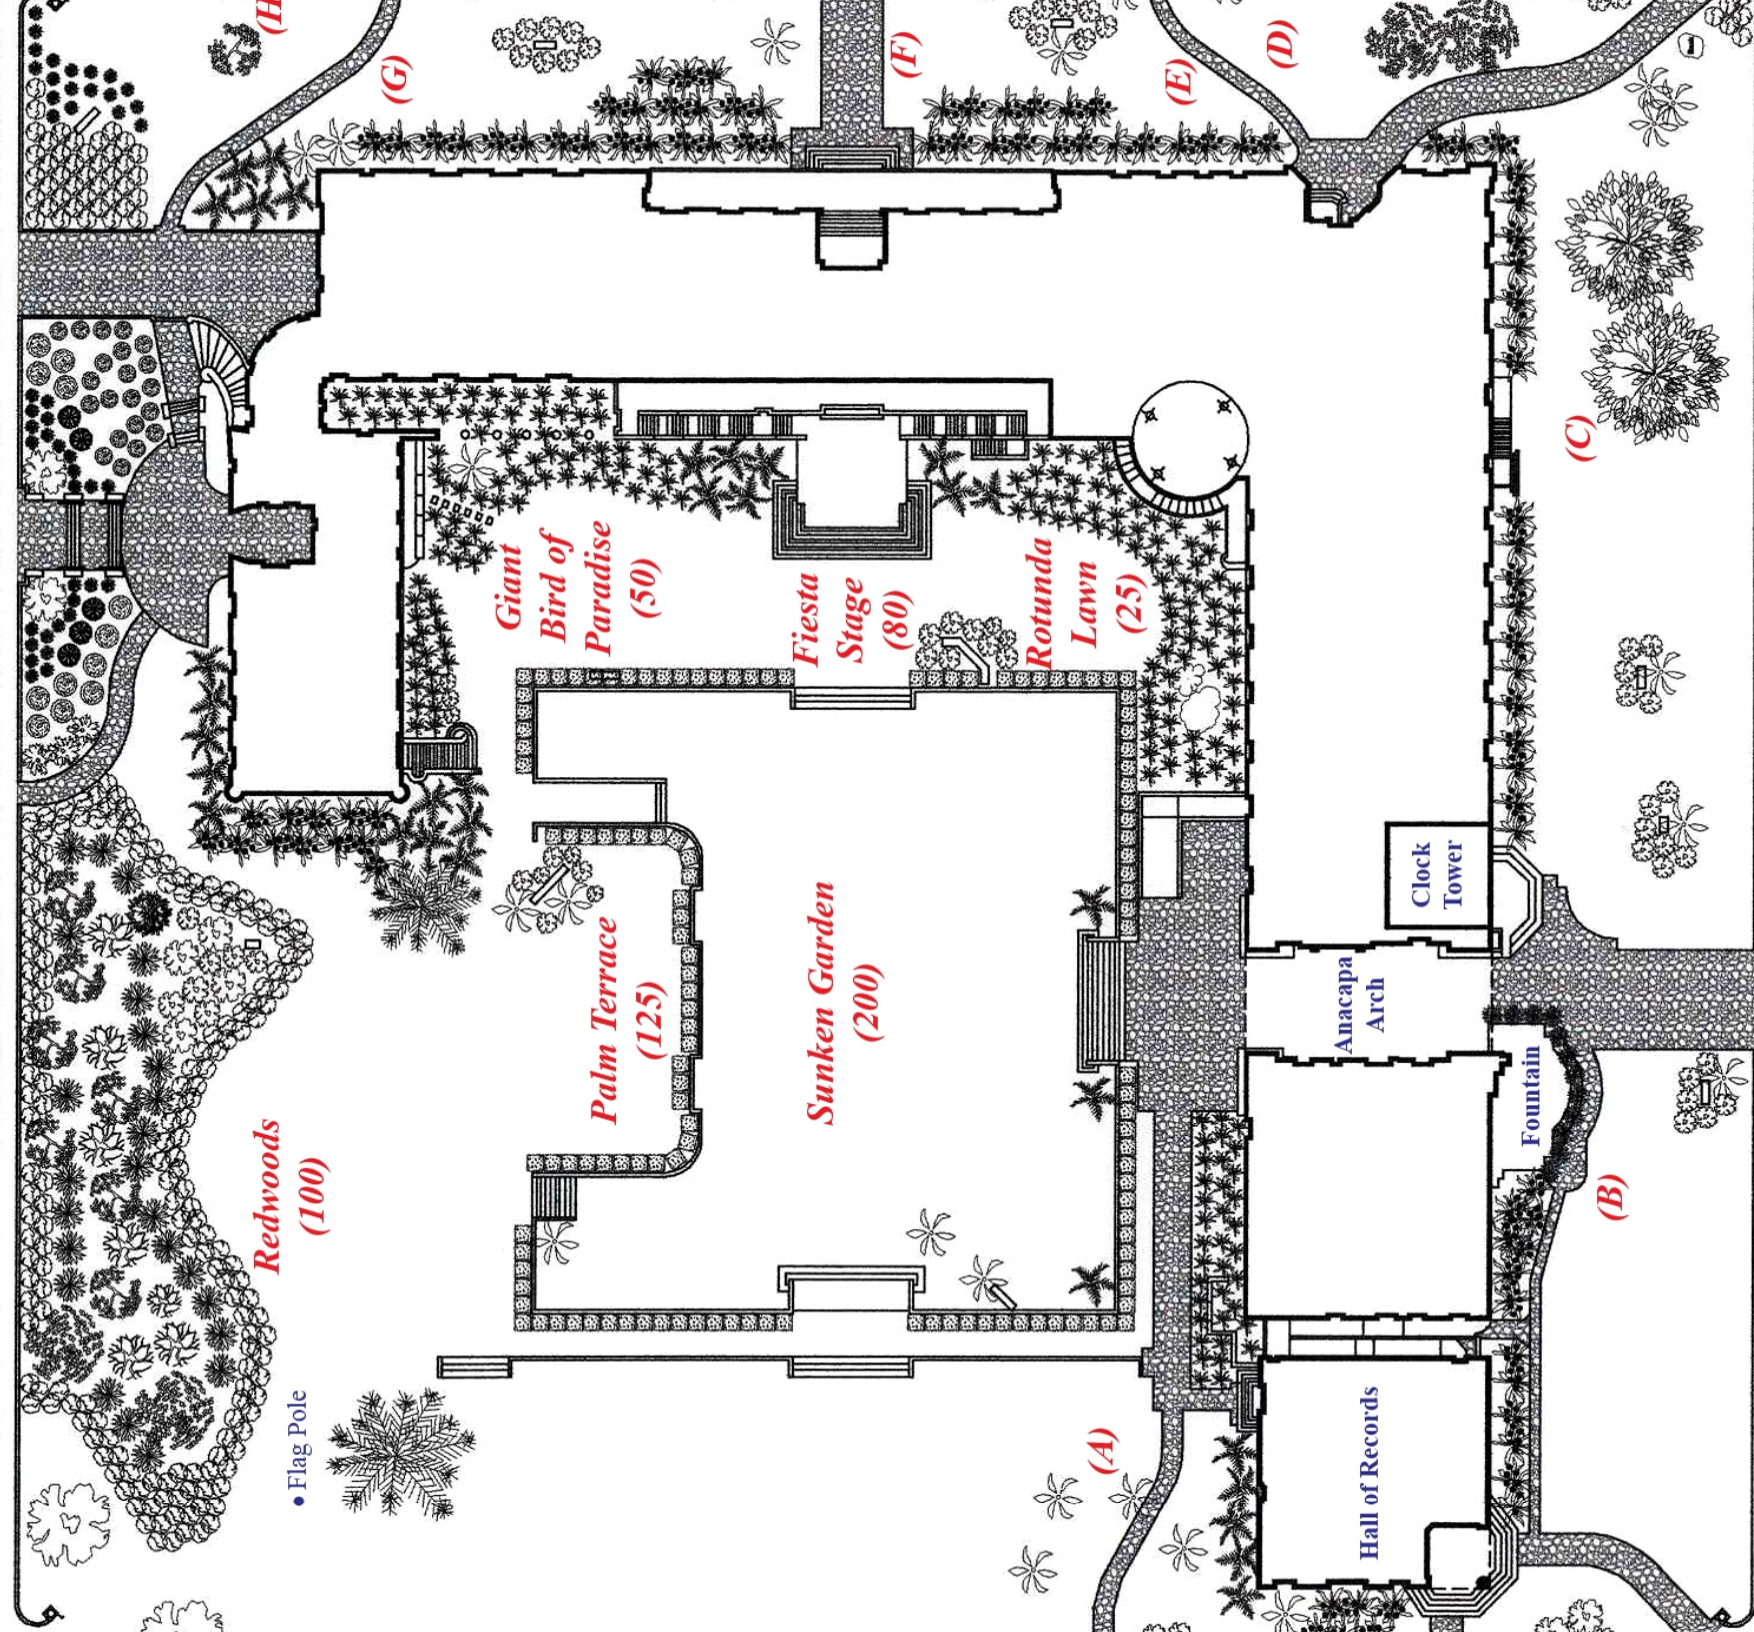 (H)
(G)
(F)
(E)
(D)
(C)
Giant
Bird of
Paradise
(50)
Fiesta
Stage
(80)
Rotunda
Lawn
(25)
Clock
Tower
Palm Terrace
(125)
Sunken Garden
(200)
Anacapa
Arch
Fountain
Redwoods
(100)
(B)
• Flag Pole
(A)
Hall of Records